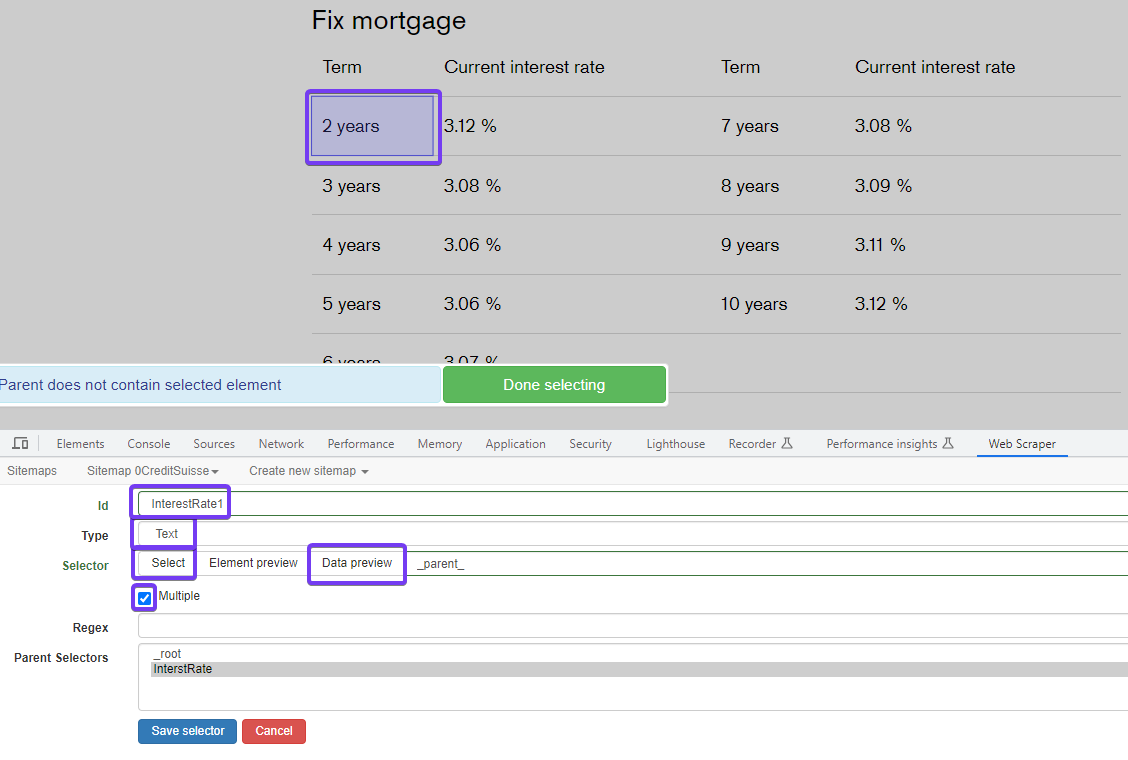 Fix mortgage
Term Current interest rate Term Current interest rate
2 years 3.12 % 7 years 3.08 %
3 years 3.08 % 8 years 3.09 %
4 years 3.06 % 9 years 3.11 %
5 years 3.06 % 10 years 3.12 %
6 years 3.07 %
Parent does not contain selected element Done selecting
Elements Console Sources Network Performance Memory Application Security Lighthouse Recorder Performance insights Web Scraper
Sitemaps Sitemap 0CreditSuisse Create new sitemap
Id InterestRate1
Type Text
Selector Select Element preview Data preview _parent_
Multiple
Regex
Parent Selectors _root
InterstRate
Save selector Cancel